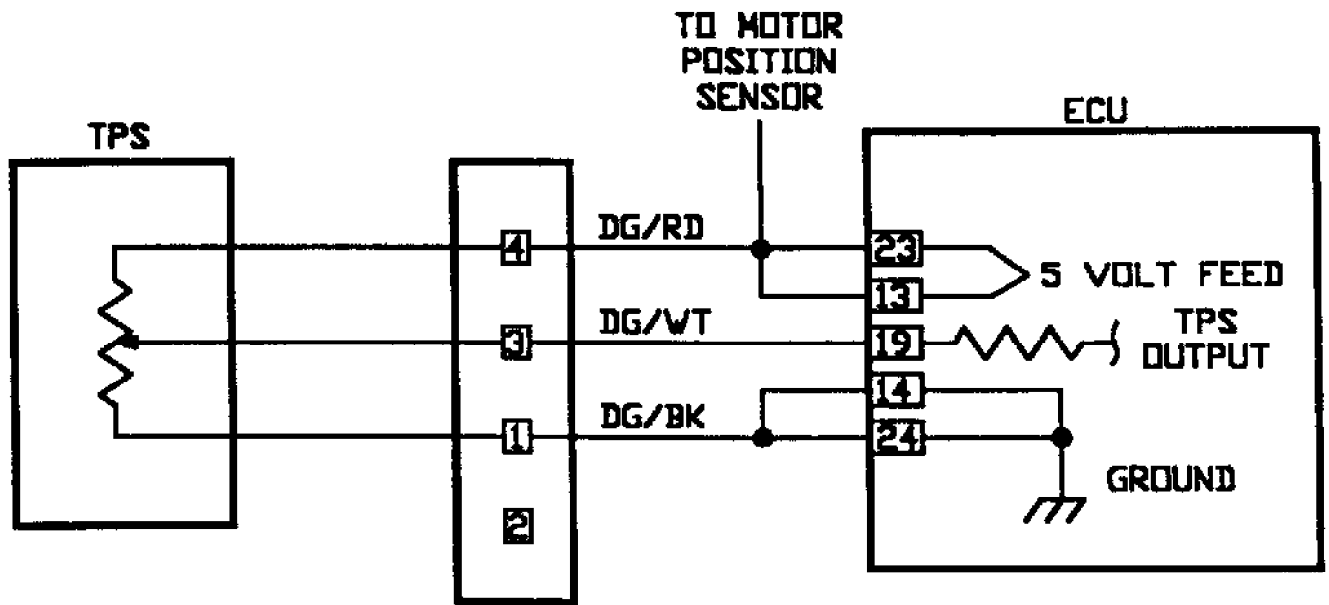 TO MOTOR
POSITION
SENSOR
TPS
ECU
4
DG/RD
23
13
5 VOLT FEED
3
DG/WT
19
TPS
OUTPUT
14
1
DG/BK
24
GROUND
2